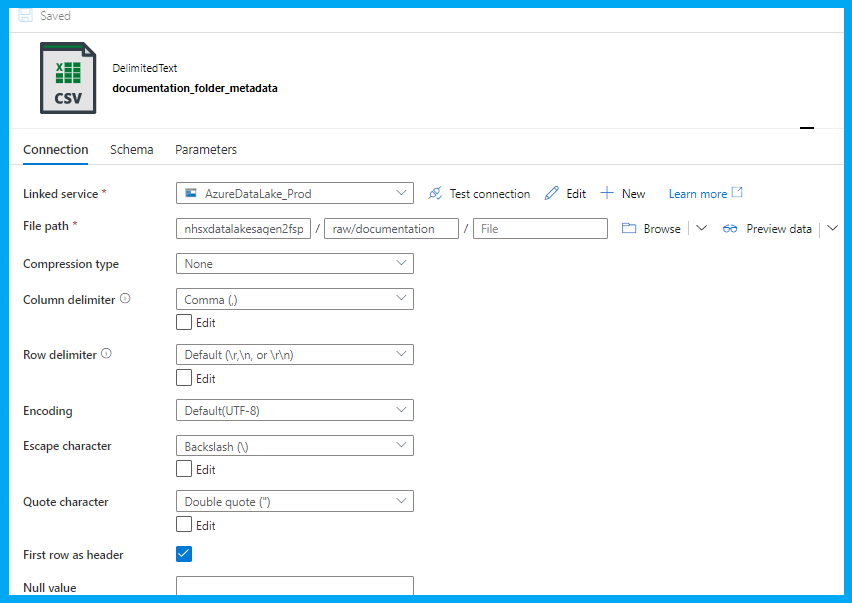 Saved
CSV
DelimitedText
documentation_folder_metadata
Connection Schema Parameters
Linked service * AzureDataLake_Prod Test connection Edit New Learn more
File path * nhsxdatalakesagen2fsp / raw/documentation / File Browse Preview data
Compression type None
Column delimiter Comma (,)
Edit
Row delimiter Default (\r,\n, or \r\n)
Edit
Encoding Default(UTF-8)
Escape character Backslash (\)
Edit
Quote character Double quote (")
Edit
First row as header
Null value